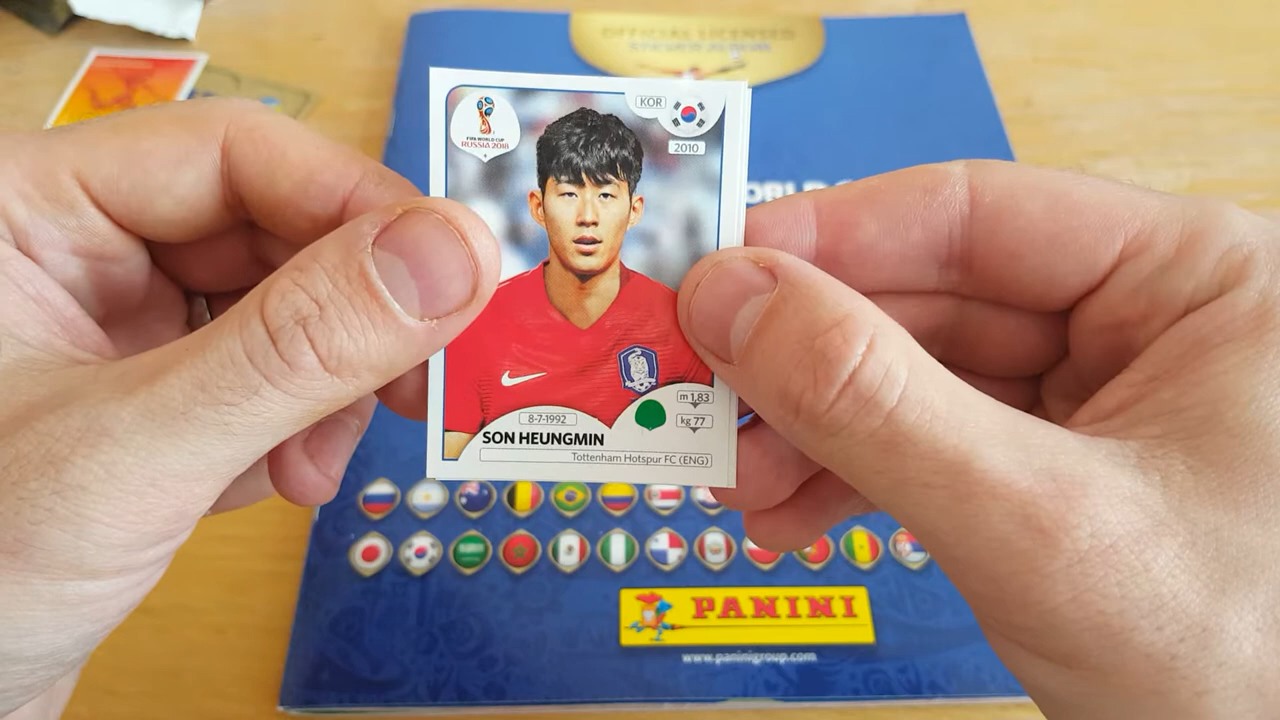 OFFICIAL LICENSED
STICKER ALBUM
FIFA WORLD CUP
RUSSIA 2018
KOR
2010
8-7-1992
m 1,83
kg 77
SON HEUNGMIN
Tottenham Hotspur FC (ENG)
PANINI
www.paninigroup.com